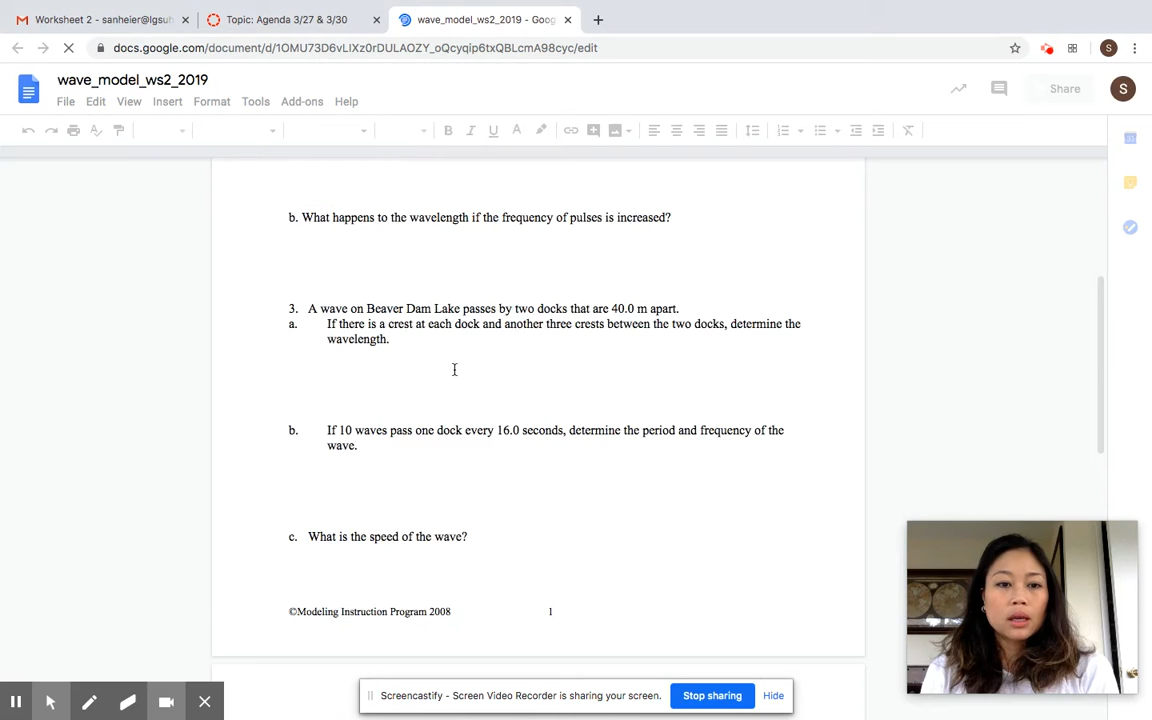 Worksheet 2 - sanheier@lgsuh
Topic: Agenda 3/27 & 3/30
wave_model_ws2_2019 - Goog
docs.google.com/document/d/1OMU73D6vLIXz0rDULAOZY_oQcyqip6txQBLcmA98cyc/edit
S
wave_model_ws2_2019
Share
S
File Edit View Insert Format Tools Add-ons Help
B I U A
b. What happens to the wavelength if the frequency of pulses is increased?
3. A wave on Beaver Dam Lake passes by two docks that are 40.0 m apart.
a. If there is a crest at each dock and another three crests between the two docks, determine the
wavelength.
b. If 10 waves pass one dock every 16.0 seconds, determine the period and frequency of the
wave.
c. What is the speed of the wave?
©Modeling Instruction Program 2008 1
Screencastify - Screen Video Recorder is sharing your screen. Stop sharing Hide